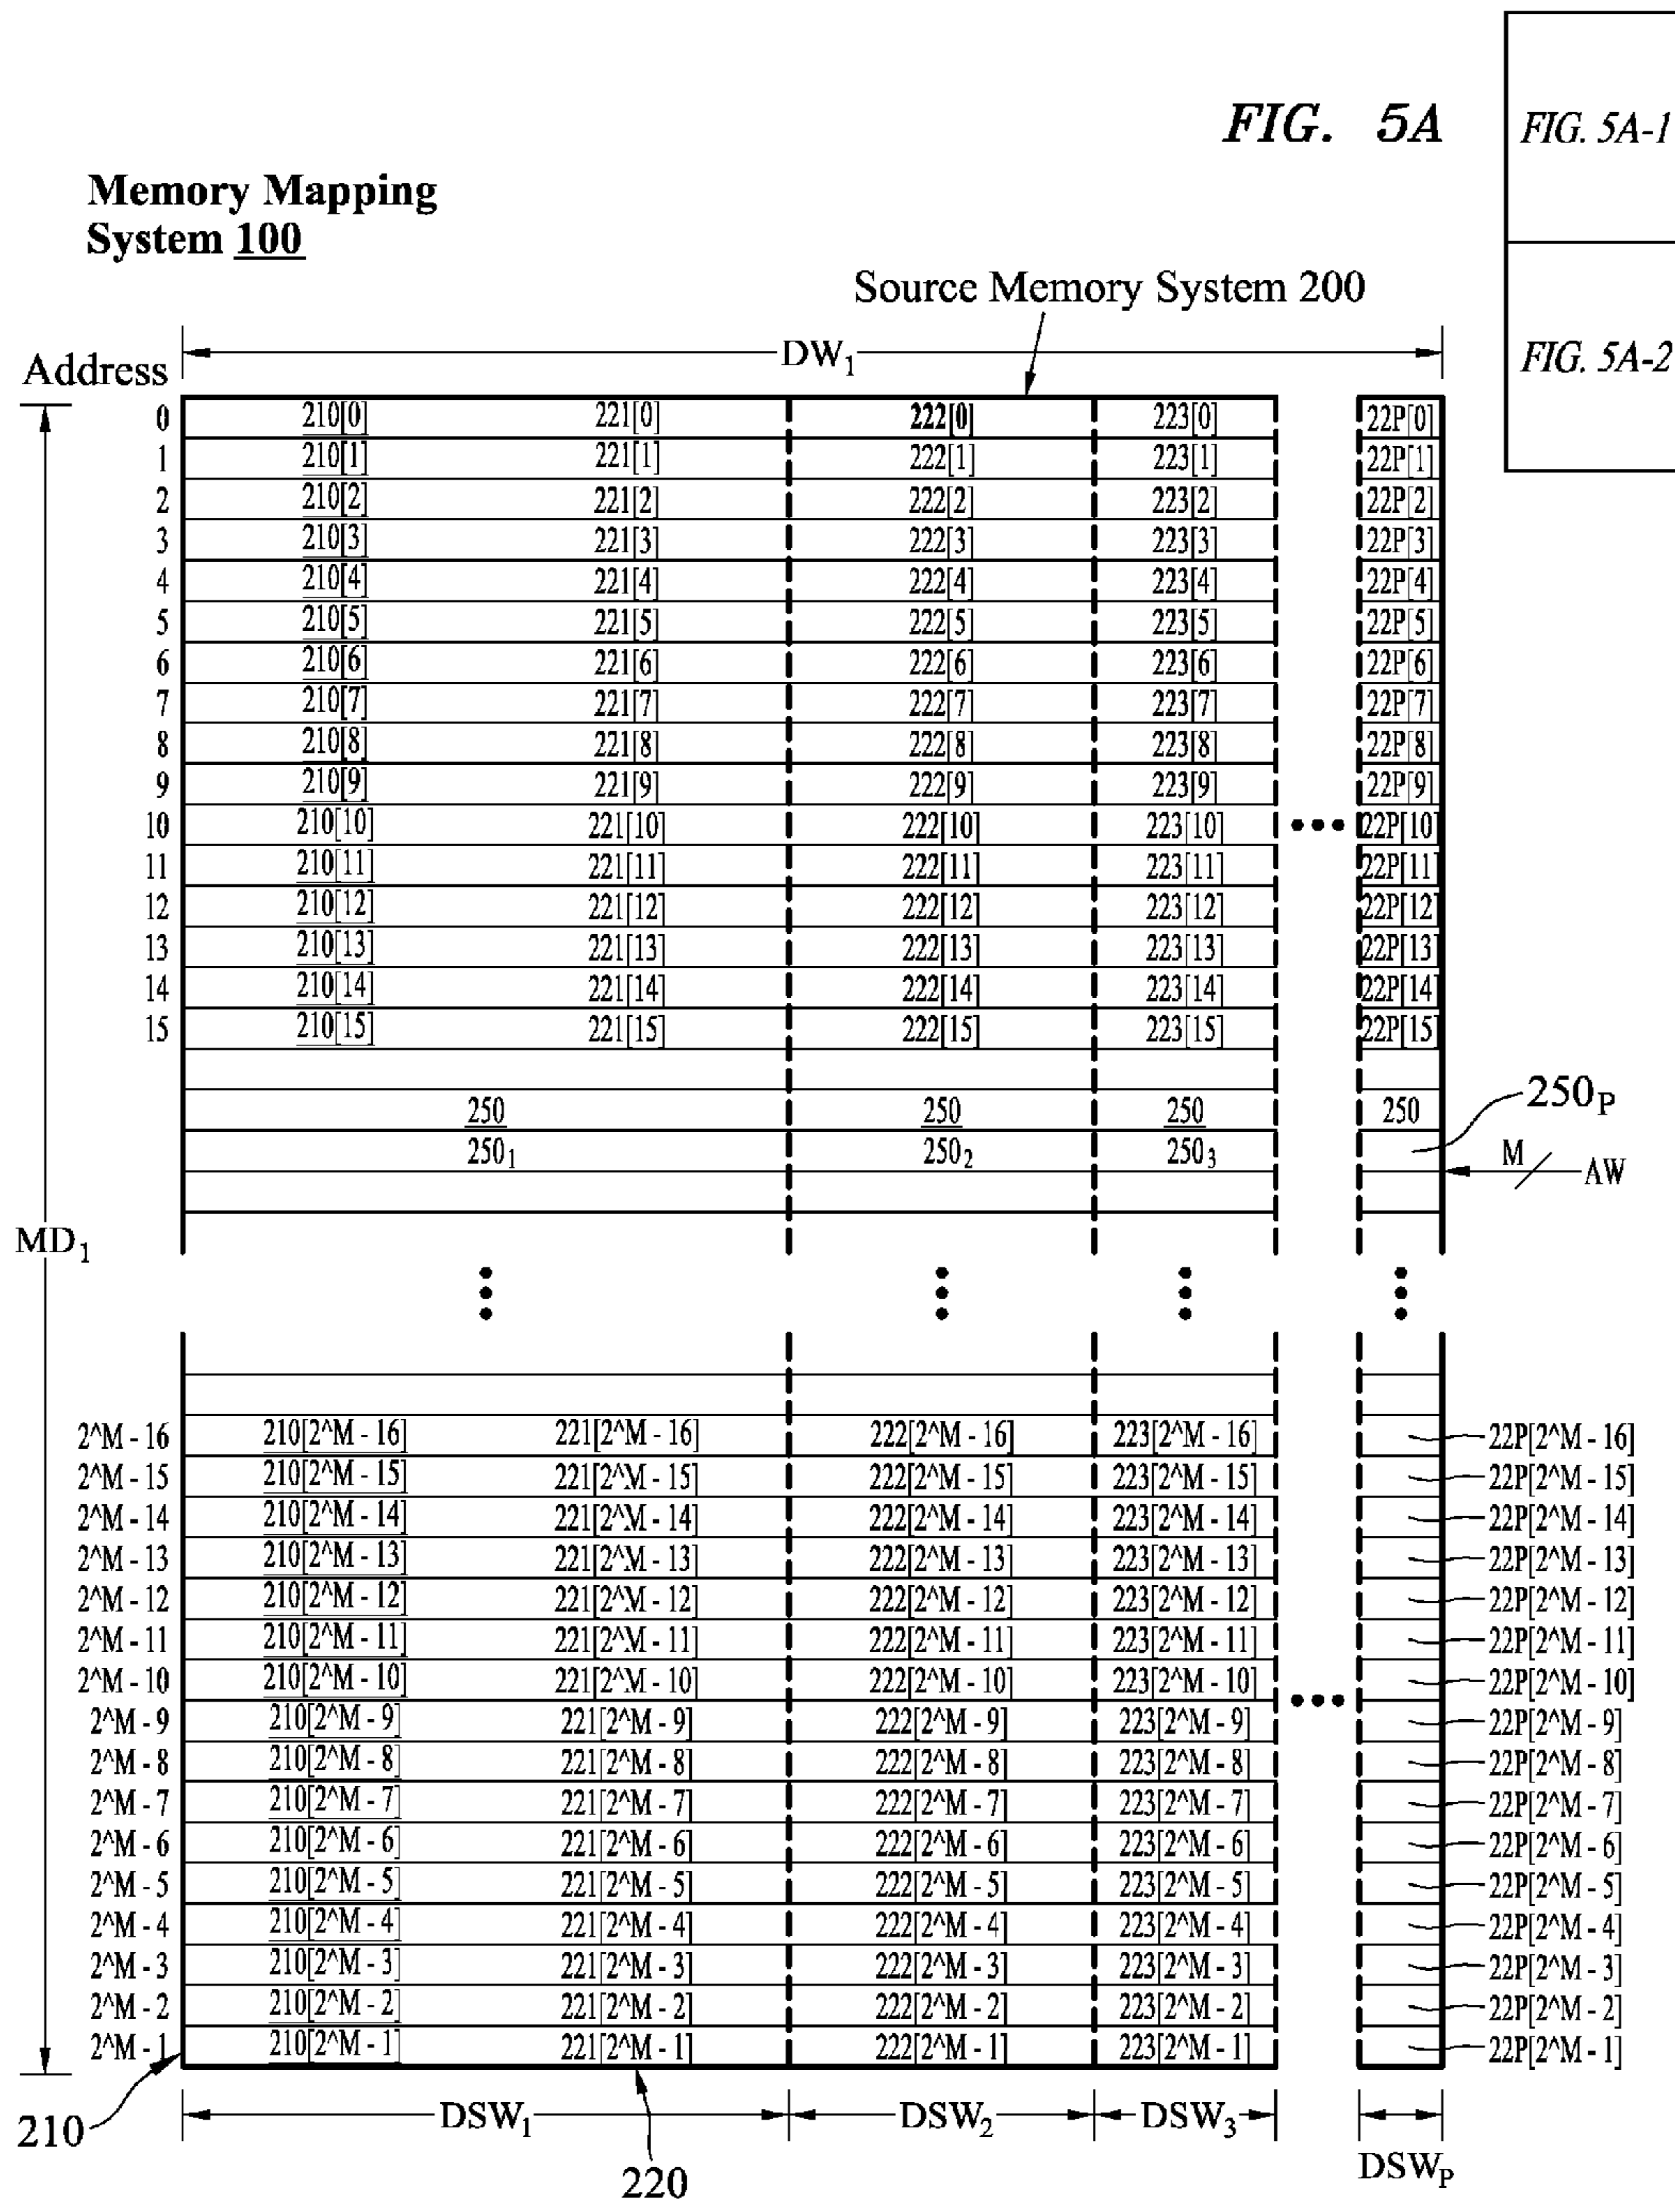 FIG. 5A
FIG. 5A-1
FIG. 5A-2
Memory Mapping
System 100
Source Memory System 200
DW1
Address
0 210[0] 221[0] 222[0] 223[0] 22P[0]
1 210[1] 221[1] 222[1] 223[1] 22P[1]
2 210[2] 221[2] 222[2] 223[2] 22P[2]
3 210[3] 221[3] 222[3] 223[3] 22P[3]
4 210[4] 221[4] 222[4] 223[4] 22P[4]
5 210[5] 221[5] 222[5] 223[5] 22P[5]
6 210[6] 221[6] 222[6] 223[6] 22P[6]
7 210[7] 221[7] 222[7] 223[7] 22P[7]
8 210[8] 221[8] 222[8] 223[8] 22P[8]
9 210[9] 221[9] 222[9] 223[9] 22P[9]
10 210[10] 221[10] 222[10] 223[10] ••• 22P[10]
11 210[11] 221[11] 222[11] 223[11] 22P[11]
12 210[12] 221[12] 222[12] 223[12] 22P[12]
13 210[13] 221[13] 222[13] 223[13] 22P[13]
14 210[14] 221[14] 222[14] 223[14] 22P[14]
15 210[15] 221[15] 222[15] 223[15] 22P[15]
250 250 250 250 250P
2501 2502 2503 M AW
MD1
2^M - 16 210[2^M - 16] 221[2^M - 16] 222[2^M - 16] 223[2^M - 16] 22P[2^M - 16]
2^M - 15 210[2^M - 15] 221[2^M - 15] 222[2^M - 15] 223[2^M - 15] 22P[2^M - 15]
2^M - 14 210[2^M - 14] 221[2^M - 14] 222[2^M - 14] 223[2^M - 14] 22P[2^M - 14]
2^M - 13 210[2^M - 13] 221[2^M - 13] 222[2^M - 13] 223[2^M - 13] 22P[2^M - 13]
2^M - 12 210[2^M - 12] 221[2^M - 12] 222[2^M - 12] 223[2^M - 12] 22P[2^M - 12]
2^M - 11 210[2^M - 11] 221[2^M - 11] 222[2^M - 11] 223[2^M - 11] 22P[2^M - 11]
2^M - 10 210[2^M - 10] 221[2^M - 10] 222[2^M - 10] 223[2^M - 10] ••• 22P[2^M - 10]
2^M - 9 210[2^M - 9] 221[2^M - 9] 222[2^M - 9] 223[2^M - 9] 22P[2^M - 9]
2^M - 8 210[2^M - 8] 221[2^M - 8] 222[2^M - 8] 223[2^M - 8] 22P[2^M - 8]
2^M - 7 210[2^M - 7] 221[2^M - 7] 222[2^M - 7] 223[2^M - 7] 22P[2^M - 7]
2^M - 6 210[2^M - 6] 221[2^M - 6] 222[2^M - 6] 223[2^M - 6] 22P[2^M - 6]
2^M - 5 210[2^M - 5] 221[2^M - 5] 222[2^M - 5] 223[2^M - 5] 22P[2^M - 5]
2^M - 4 210[2^M - 4] 221[2^M - 4] 222[2^M - 4] 223[2^M - 4] 22P[2^M - 4]
2^M - 3 210[2^M - 3] 221[2^M - 3] 222[2^M - 3] 223[2^M - 3] 22P[2^M - 3]
2^M - 2 210[2^M - 2] 221[2^M - 2] 222[2^M - 2] 223[2^M - 2] 22P[2^M - 2]
2^M - 1 210[2^M - 1] 221[2^M - 1] 222[2^M - 1] 223[2^M - 1] 22P[2^M - 1]
210 DSW1 DSW2 DSW3
220 DSWP